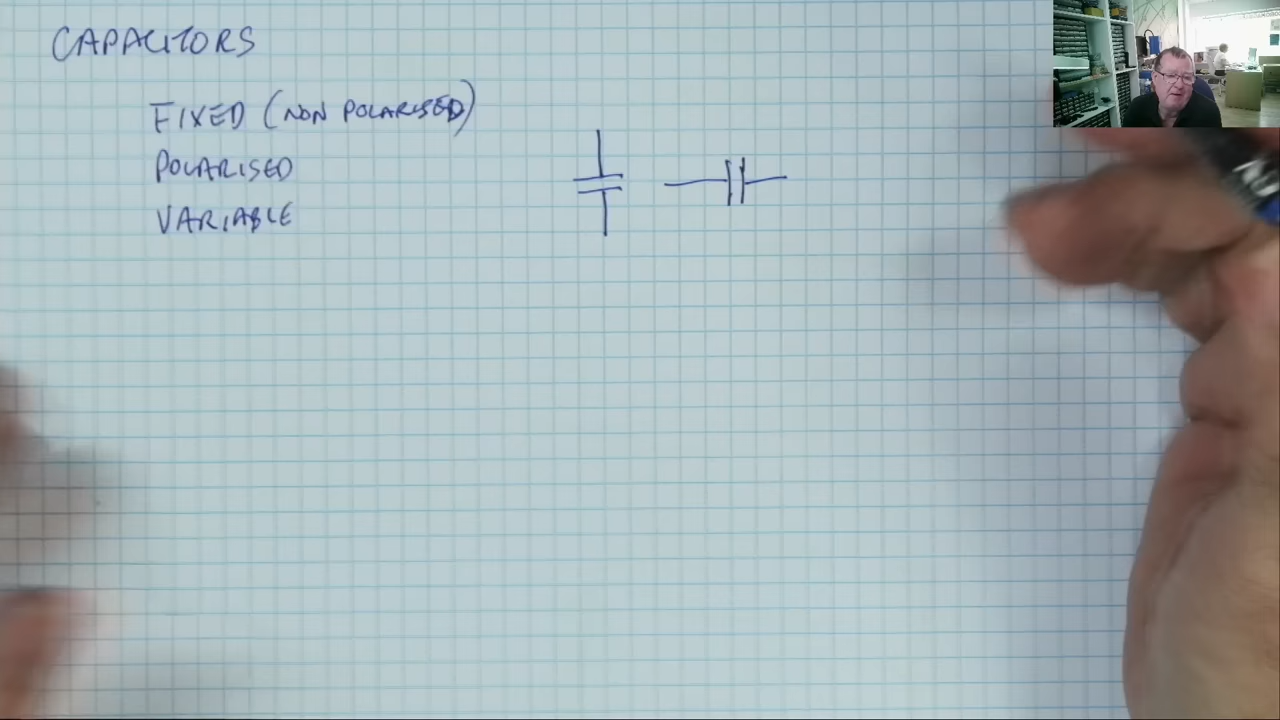 CAPACITORS
FIXED (NON POLARISED)
POLARISED
VARIABLE